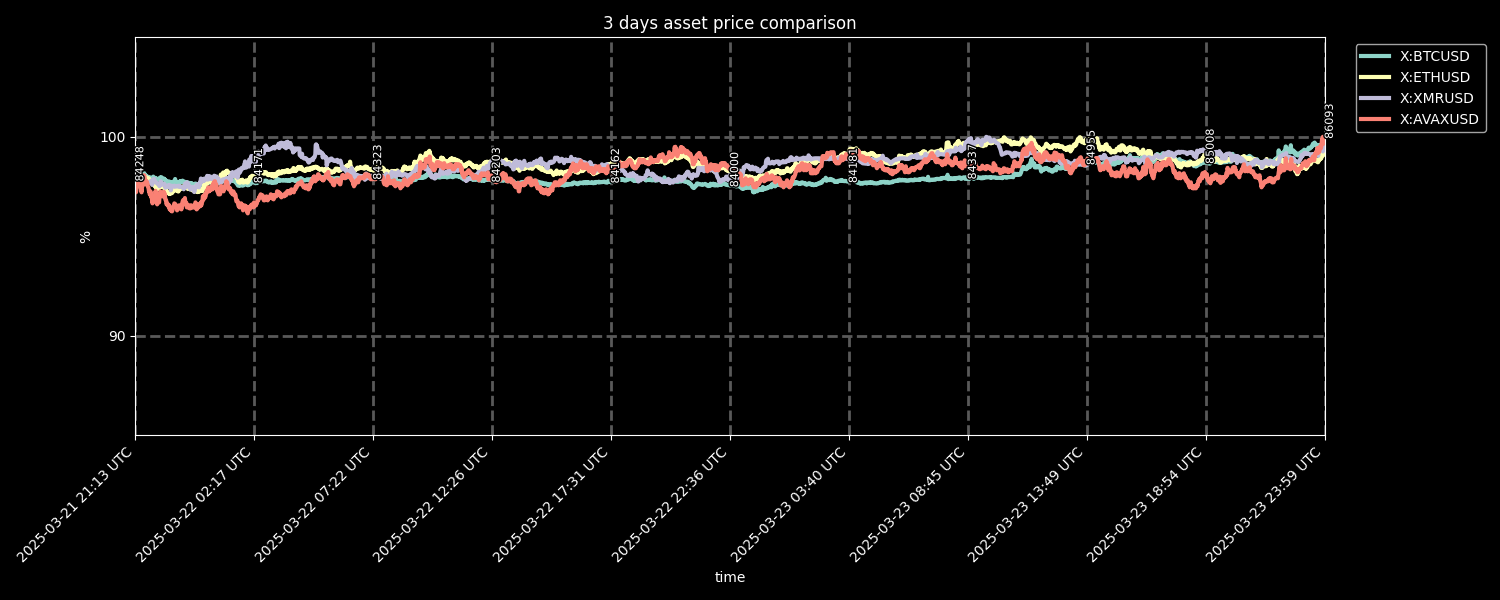 3 days asset price comparison
X:BTCUSD
X:ETHUSD
X:XMRUSD
X:AVAXUSD
100
90
%
84248
84171
84323
84203
84162
84000
84181
84337
84955
85008
86093
2025-03-21 21:13 UTC
2025-03-22 02:17 UTC
2025-03-22 07:22 UTC
2025-03-22 12:26 UTC
2025-03-22 17:31 UTC
2025-03-22 22:36 UTC
2025-03-23 03:40 UTC
2025-03-23 08:45 UTC
2025-03-23 13:49 UTC
2025-03-23 18:54 UTC
2025-03-23 23:59 UTC
time